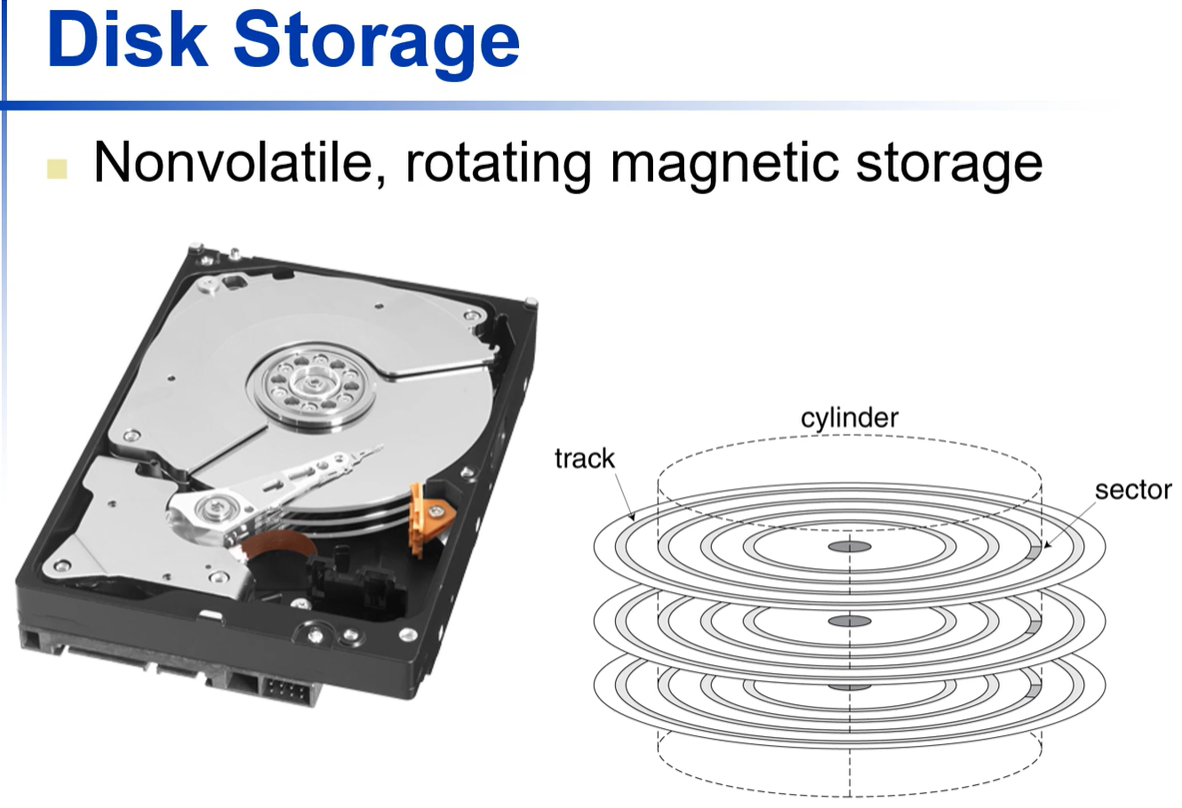 Disk Storage
Nonvolatile, rotating magnetic storage
cylinder
track
sector